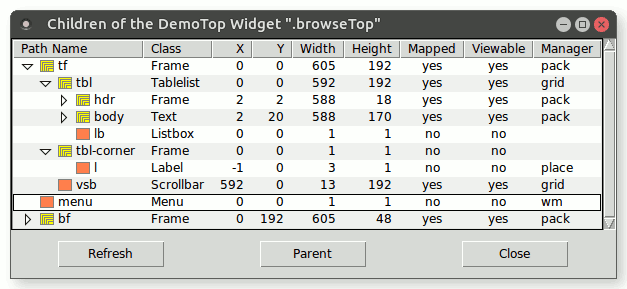 Children of the DemoTop Widget ".browseTop"
Path Name Class X Y Width Height Mapped Viewable Manager
tf Frame 0 0 605 192 yes yes pack
tbl Tablelist 0 0 592 192 yes yes grid
hdr Frame 2 2 588 18 yes yes pack
body Text 2 20 588 170 yes yes pack
lb Listbox 0 0 1 1 no no
tbl-corner Frame 0 0 1 1 no no
l Label -1 0 3 1 no no place
vsb Scrollbar 592 0 13 192 yes yes grid
menu Menu 0 0 1 1 no no wm
bf Frame 0 192 605 48 yes yes pack
Refresh Parent Close